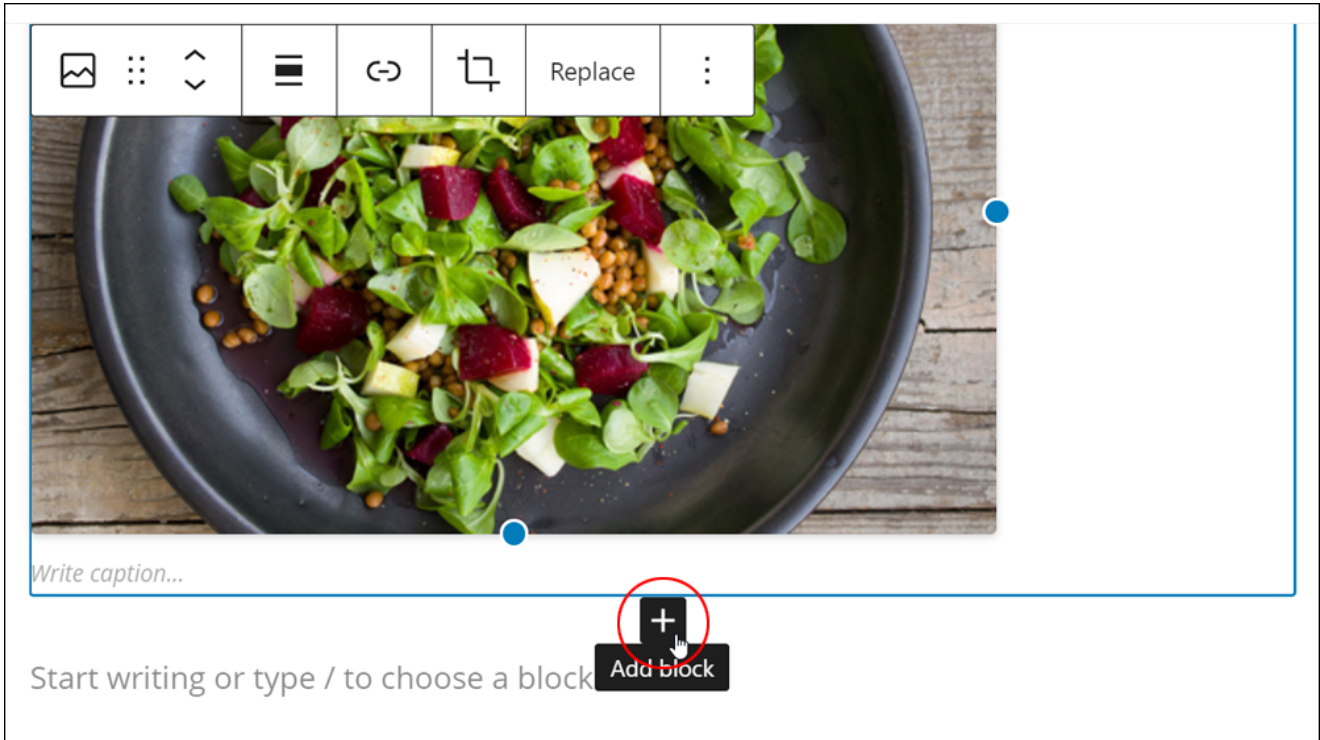 Replace
Write caption...
Add block
Start writing or type / to choose a block